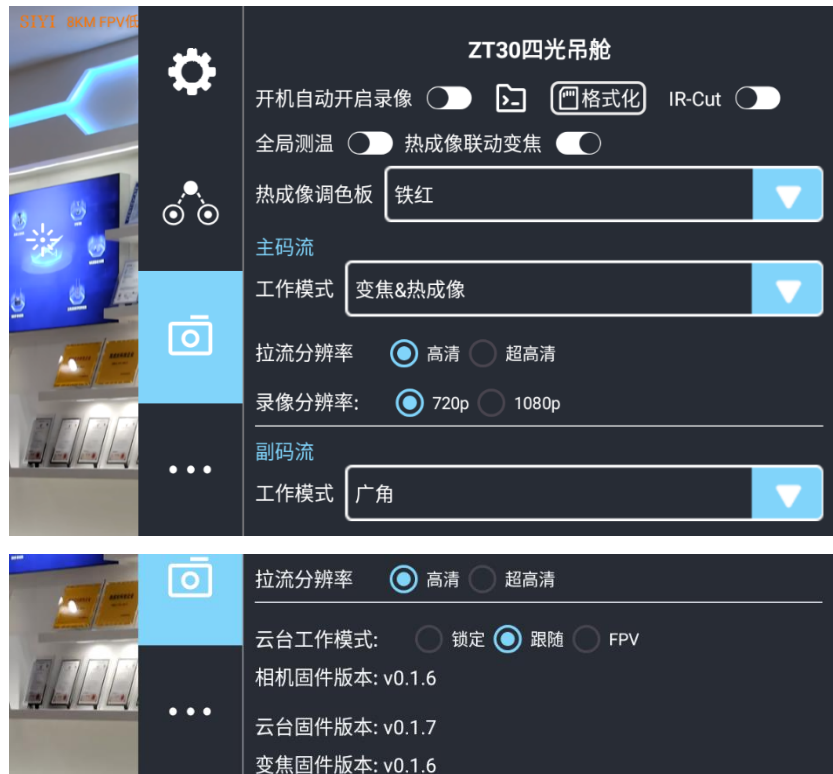 SIYI 9KM FPV低
ZT30四光吊舱
开机自动开启录像 格式化 IR-Cut
全局测温 热成像联动变焦
热成像调色板 铁红
主码流
工作模式 变焦&热成像
拉流分辨率 高清 超高清
录像分辨率: 720p 1080p
副码流
工作模式 广角
拉流分辨率 高清 超高清
云台工作模式: 锁定 跟随 FPV
相机固件版本: v0.1.6
云台固件版本: v0.1.7
变焦固件版本: v0.1.6